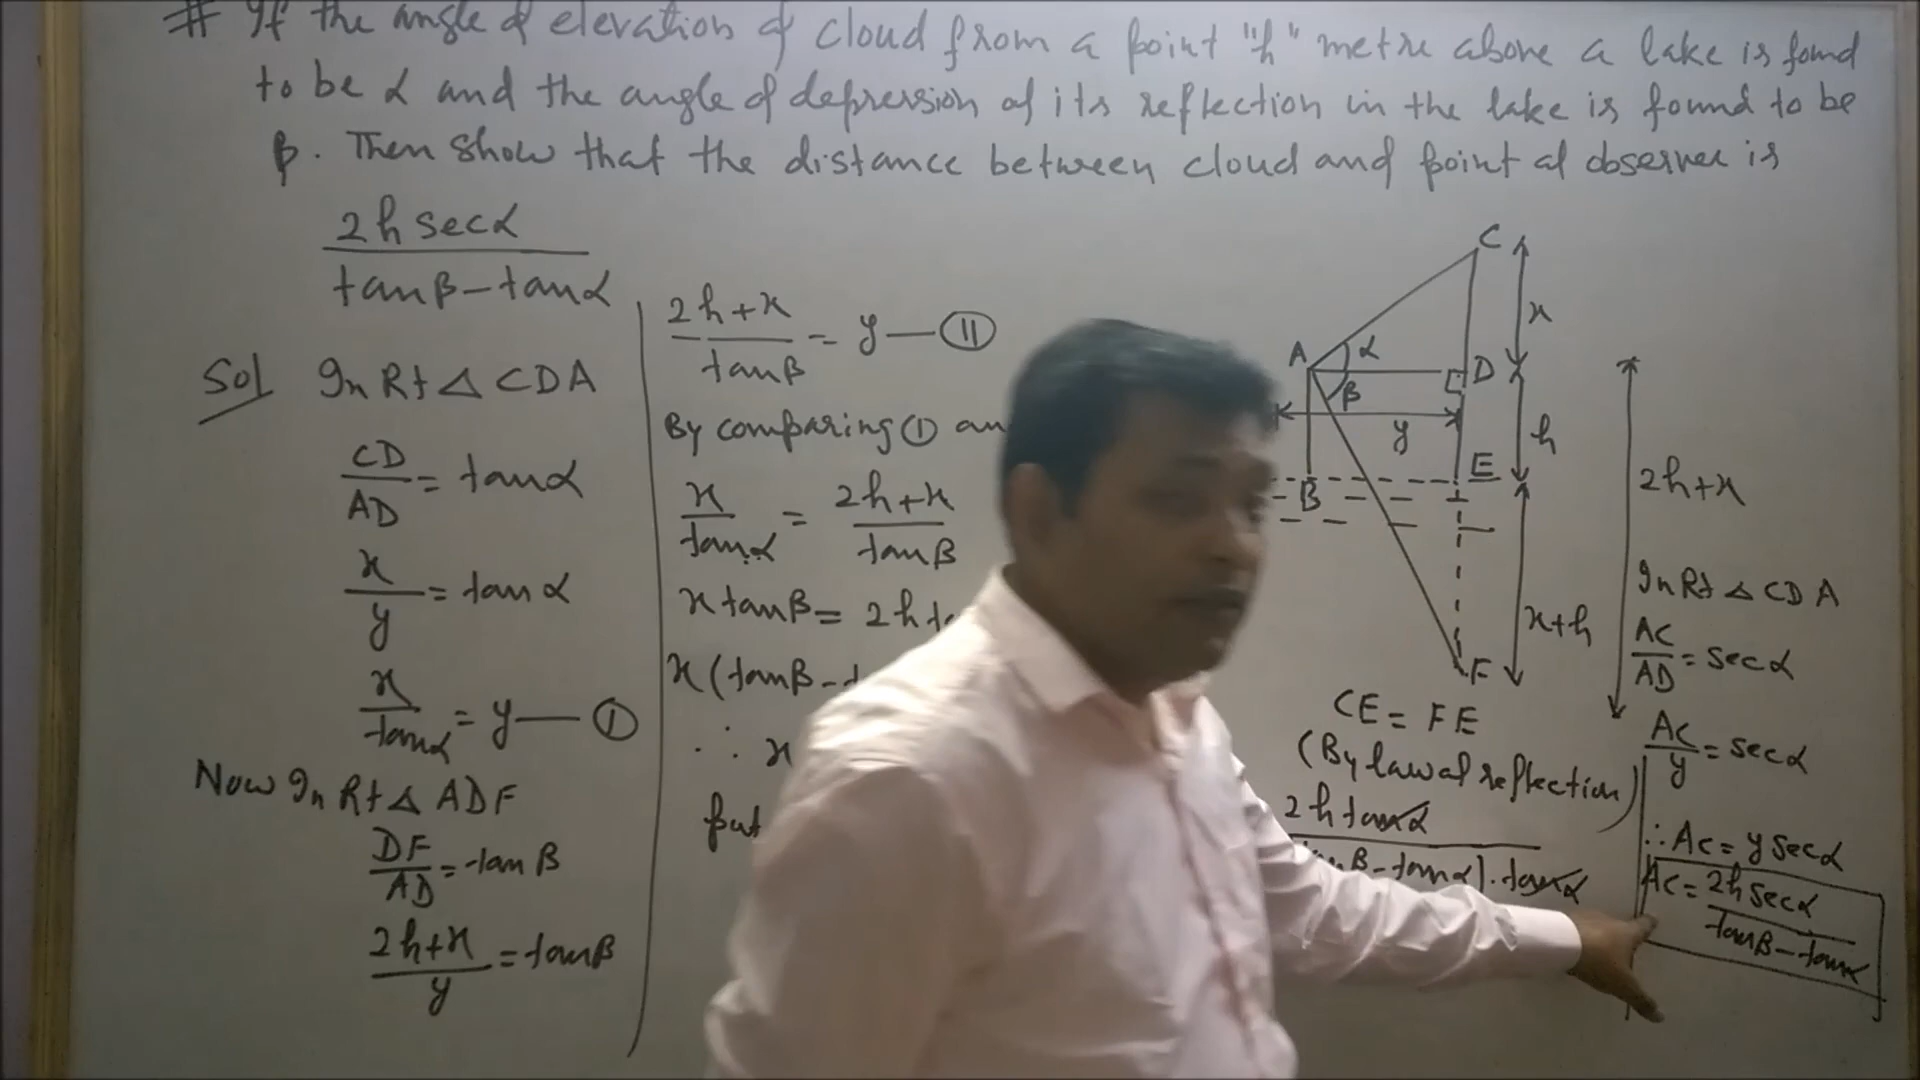 # If the angle of elevation of cloud from a point "h" metre above a lake is found
to be α and the angle of depression of its reflection in the lake is found to be
β. Then show that the distance between cloud and point of observer is
2h secα
tanβ-tanα
Sol In Rt △ CDA
CD/AD = tanα
x/y = tanα
x/tanα = y — I
Now In Rt △ ADF
DF/AD = tanβ
2h+x/y = tanβ
2h+x/tanβ = y — II
By comparing I an
x/tanα = 2h+x/tanβ
x tanβ = 2h
x (tanβ -
∴ x
put
C
x
A
α
D
β
y
h
E
B
2h+x
x+h
F
CE = FE
(By law of reflection)
2h tanα
β-tanα).tanα
In Rt △ CDA
AC/AD = secα
AC/y = secα
∴ AC = y secα
AC = 2h secα
tanβ-tanα